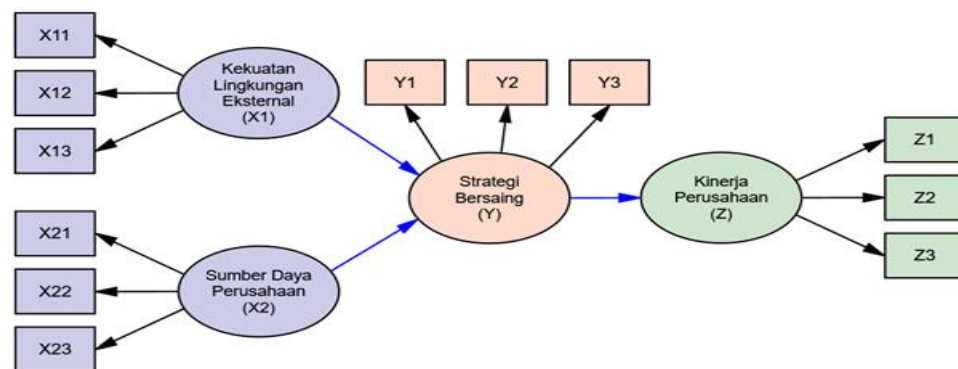 X11
X12
X13
Kekuatan
Lingkungan
Eksternal
(X1)
X21
X22
X23
Sumber Daya
Perusahaan
(X2)
Y1
Y2
Y3
Strategi
Bersaing
(Y)
Kinerja
Perusahaan
(Z)
Z1
Z2
Z3